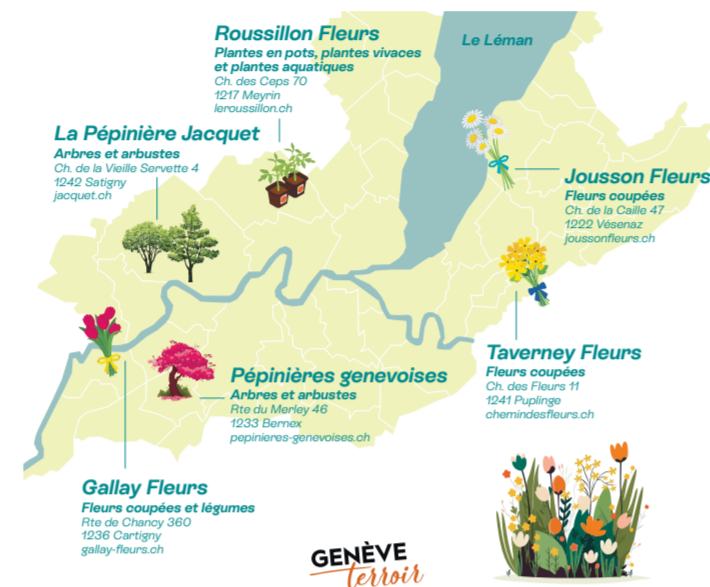 Roussillon Fleurs
Plantes en pots, plantes vivaces
et plantes aquatiques
Ch. des Ceps 70
1217 Meyrin
leroussillon.ch
Le Léman
La Pépinière Jacquet
Arbres et arbustes
Ch. de la Vieille Servette 4
1242 Satigny
jacquet.ch
Jousson Fleurs
Fleurs coupées
Ch. de la Caille 47
1222 Vésenaz
joussonfleurs.ch
Taverney Fleurs
Fleurs coupées
Ch. des Fleurs 11
1241 Puplinge
chemindesfleurs.ch
Pépinières genevoises
Arbres et arbustes
Rte du Merley 46
1233 Bernex
pepinieres-genevoises.ch
Gallay Fleurs
Fleurs coupées et légumes
Rte de Chancy 360
1236 Cartigny
gallay-fleurs.ch
GENÈVE
terroir